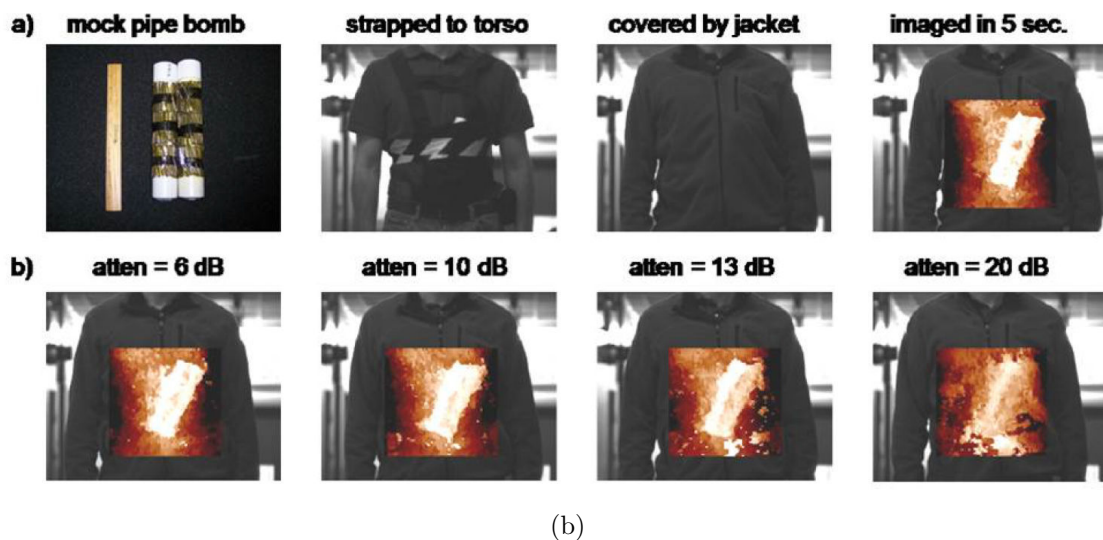 a) mock pipe bomb strapped to torso covered by jacket imaged in 5 sec.
b) atten = 6 dB atten = 10 dB atten = 13 dB atten = 20 dB
(b)